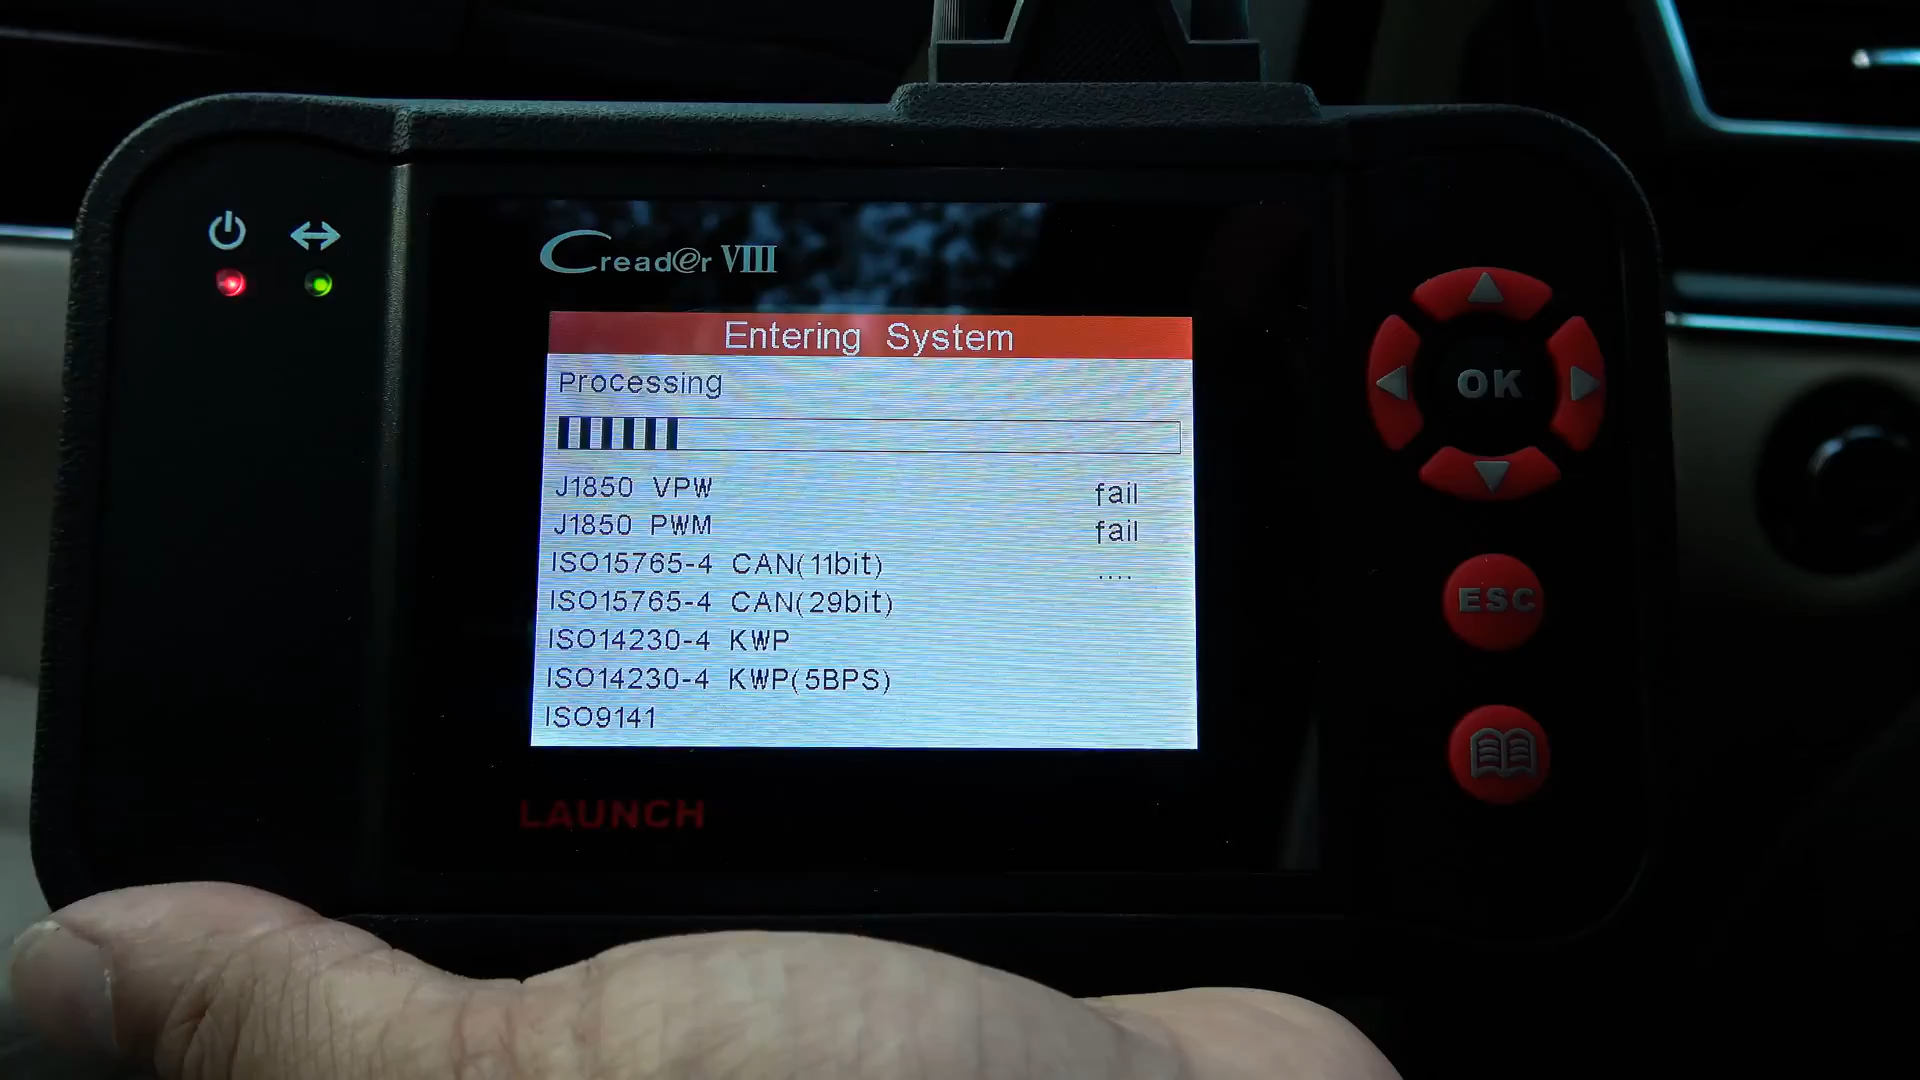 Cread@r VIII
Entering System
Processing
J1850 VPW fail
J1850 PWM fail
ISO15765-4 CAN(11bit) ....
ISO15765-4 CAN(29bit)
ISO14230-4 KWP
ISO14230-4 KWP(5BPS)
ISO9141
LAUNCH
OK
ESC